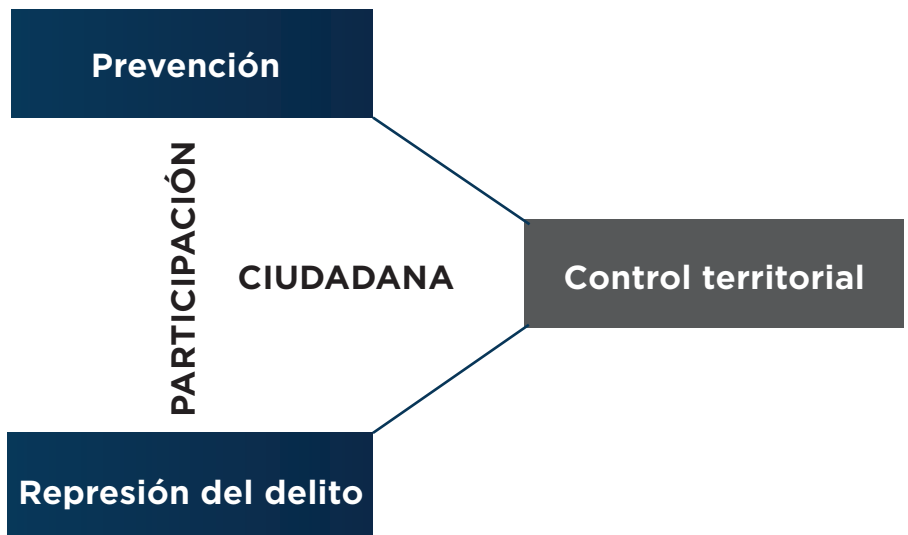 Prevención
PARTICIPACIÓN
CIUDADANA
Control territorial
Represión del delito